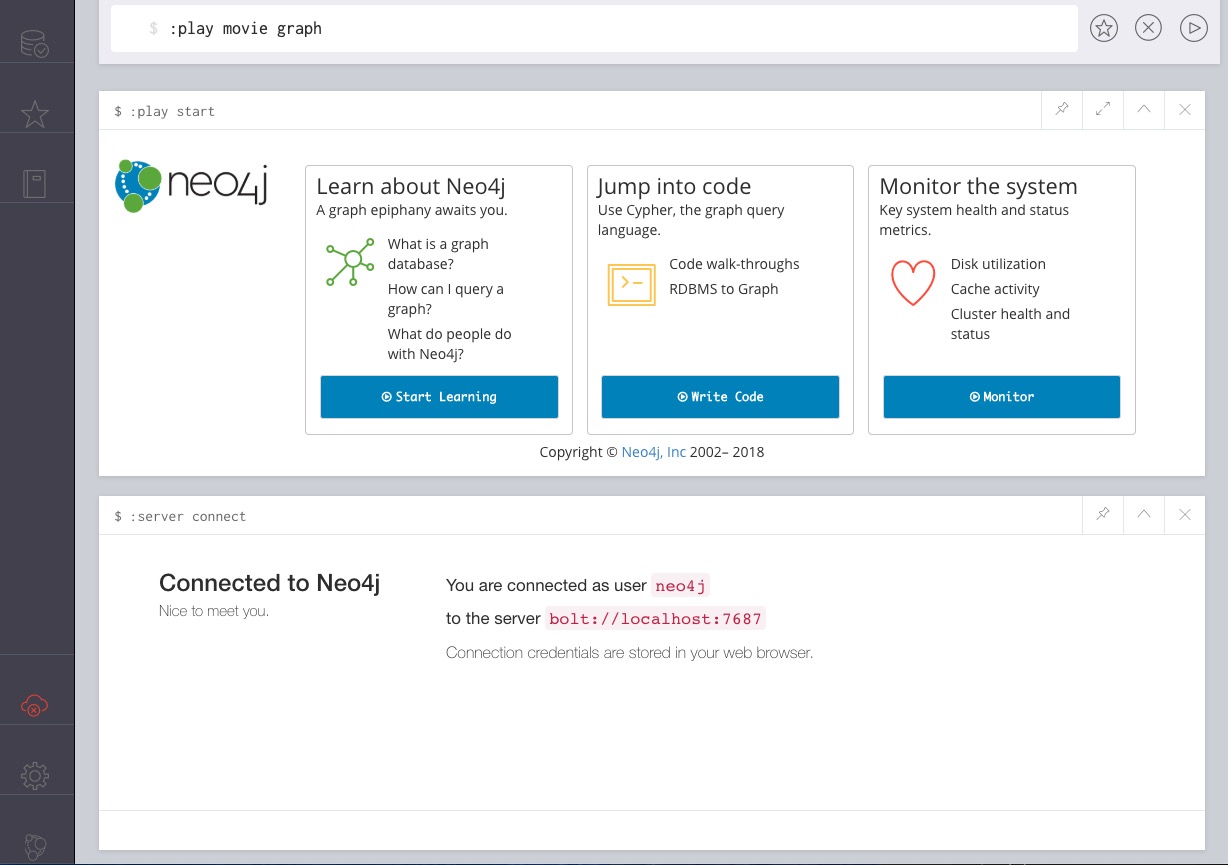 $ :play movie graph
$ :play start
neo4j
Learn about Neo4j
A graph epiphany awaits you.
What is a graph
database?
How can I query a
graph?
What do people do
with Neo4j?
Start Learning
Jump into code
Use Cypher, the graph query
language.
Code walk-throughs
RDBMS to Graph
Write Code
Monitor the system
Key system health and status
metrics.
Disk utilization
Cache activity
Cluster health and
status
Monitor
Copyright © Neo4j, Inc 2002– 2018
$ :server connect
Connected to Neo4j
Nice to meet you.
You are connected as user neo4j
to the server bolt://localhost:7687
Connection credentials are stored in your web browser.